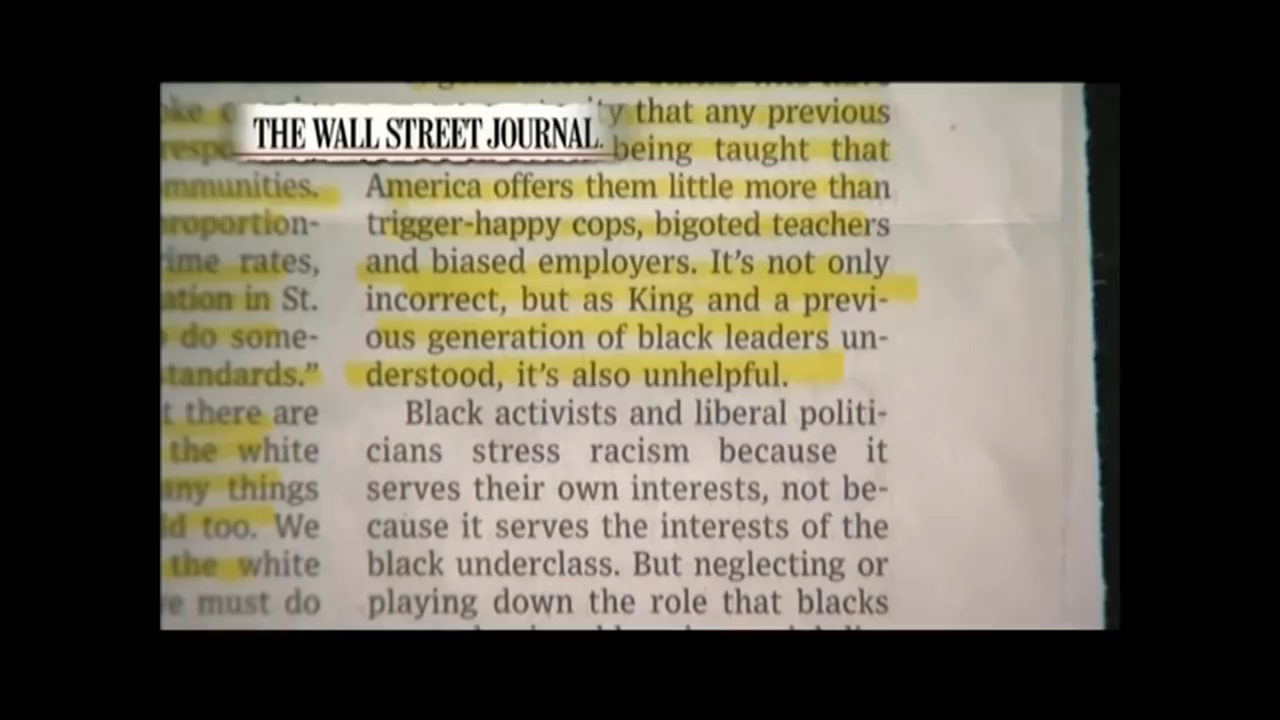 THE WALL STREET JOURNAL.
mmunities.
roportion-
rates,
in St.
do some-
tandards.”
there are
the white
things
too. We
the white
must do
that any previous
being taught that
America offers them little more than
trigger-happy cops, bigoted teachers
and biased employers. It’s not only
incorrect, but as King and a previ-
ous generation of black leaders un-
derstood, it’s also unhelpful.
Black activists and liberal politi-
cians stress racism because it
serves their own interests, not be-
cause it serves the interests of the
black underclass. But neglecting or
playing down the role that blacks